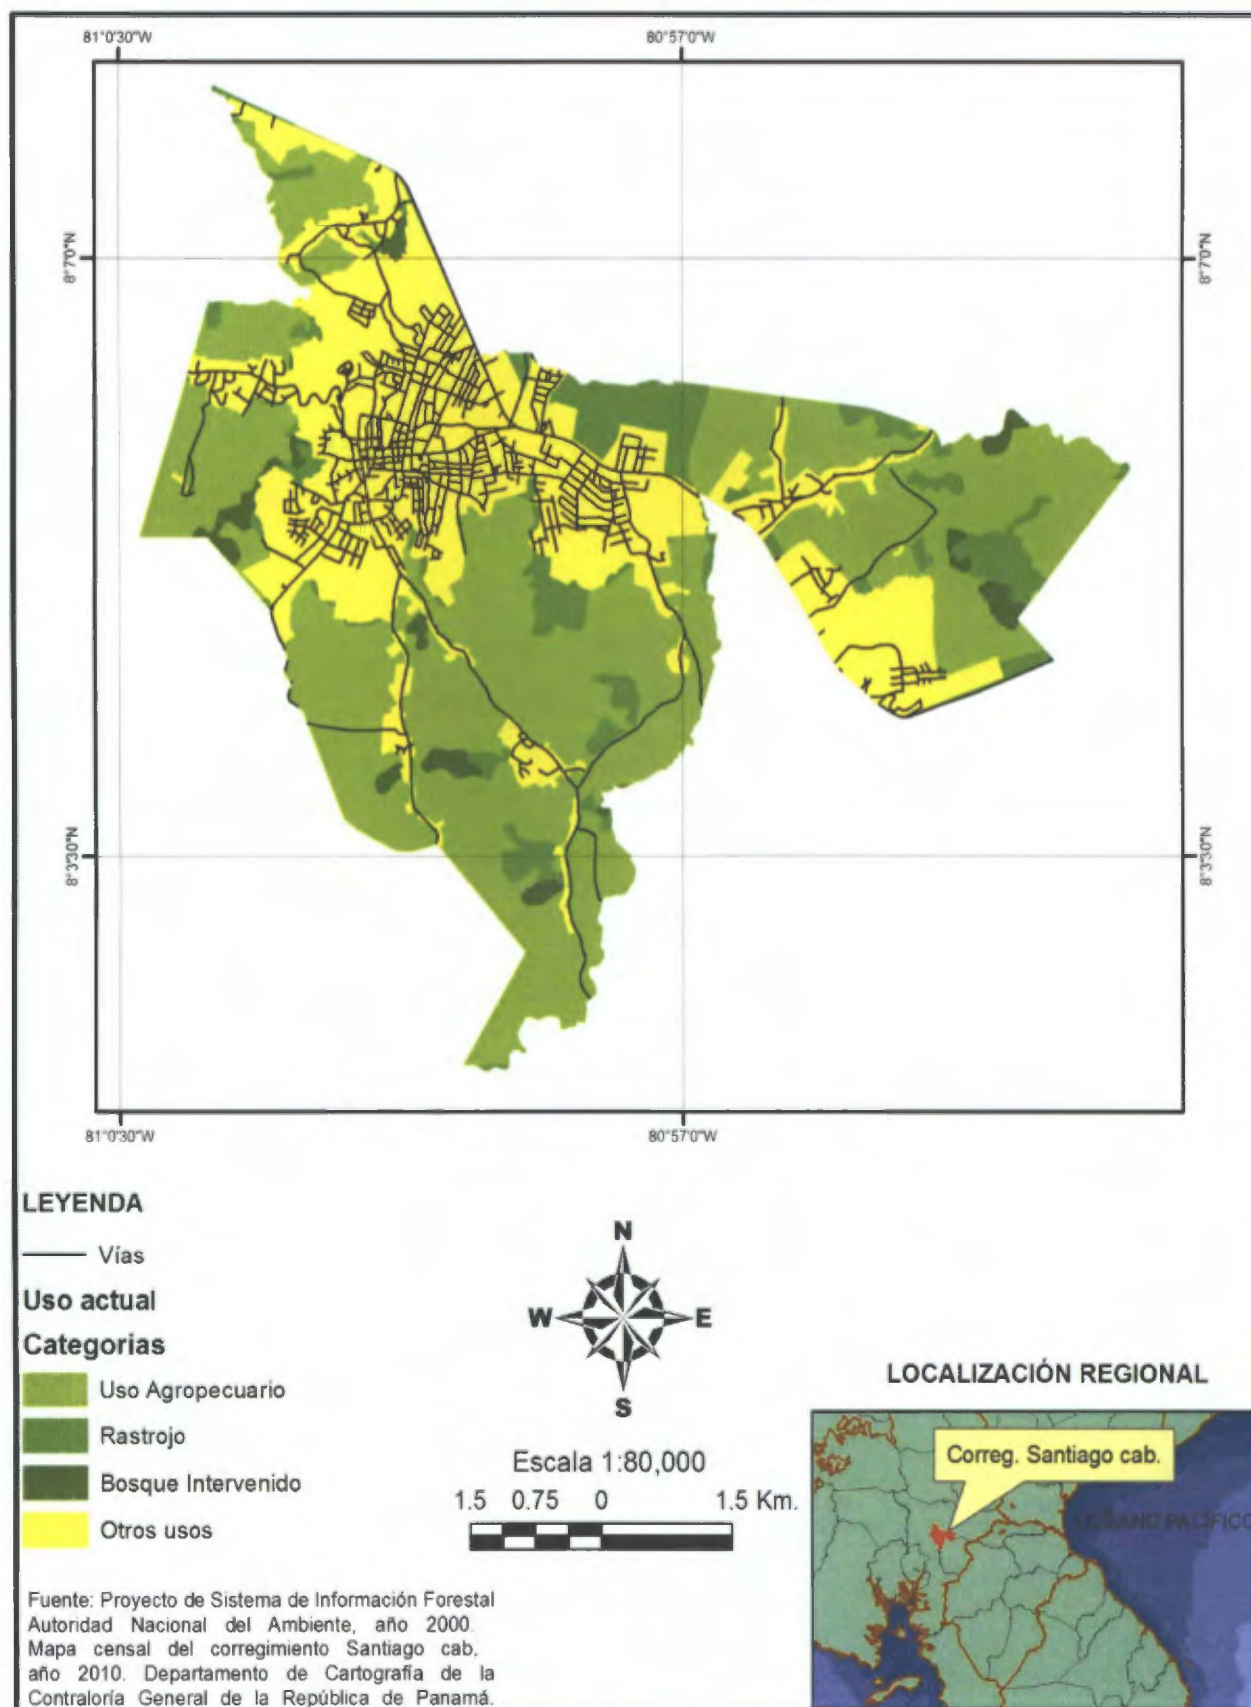 81°0'30"W
80°57'0"W
8°7'0"N
8°7'0"N
8°3'30"N
8°3'30"N
81°0'30"W
80°57'0"W
LEYENDA
Vías
Uso actual
Categorias
Uso Agropecuario
Rastrojo
Bosque Intervenido
Otros usos
N
W
E
S
Escala 1:80,000
1.5 0.75 0 1.5 Km.
LOCALIZACIÓN REGIONAL
Correg. Santiago cab.
PACÍFICO
Fuente: Proyecto de Sistema de Información Forestal
Autoridad Nacional del Ambiente, año 2000.
Mapa censal del corregimiento Santiago cab.
año 2010. Departamento de Cartografía de la
Contraloría General de la República de Panamá.